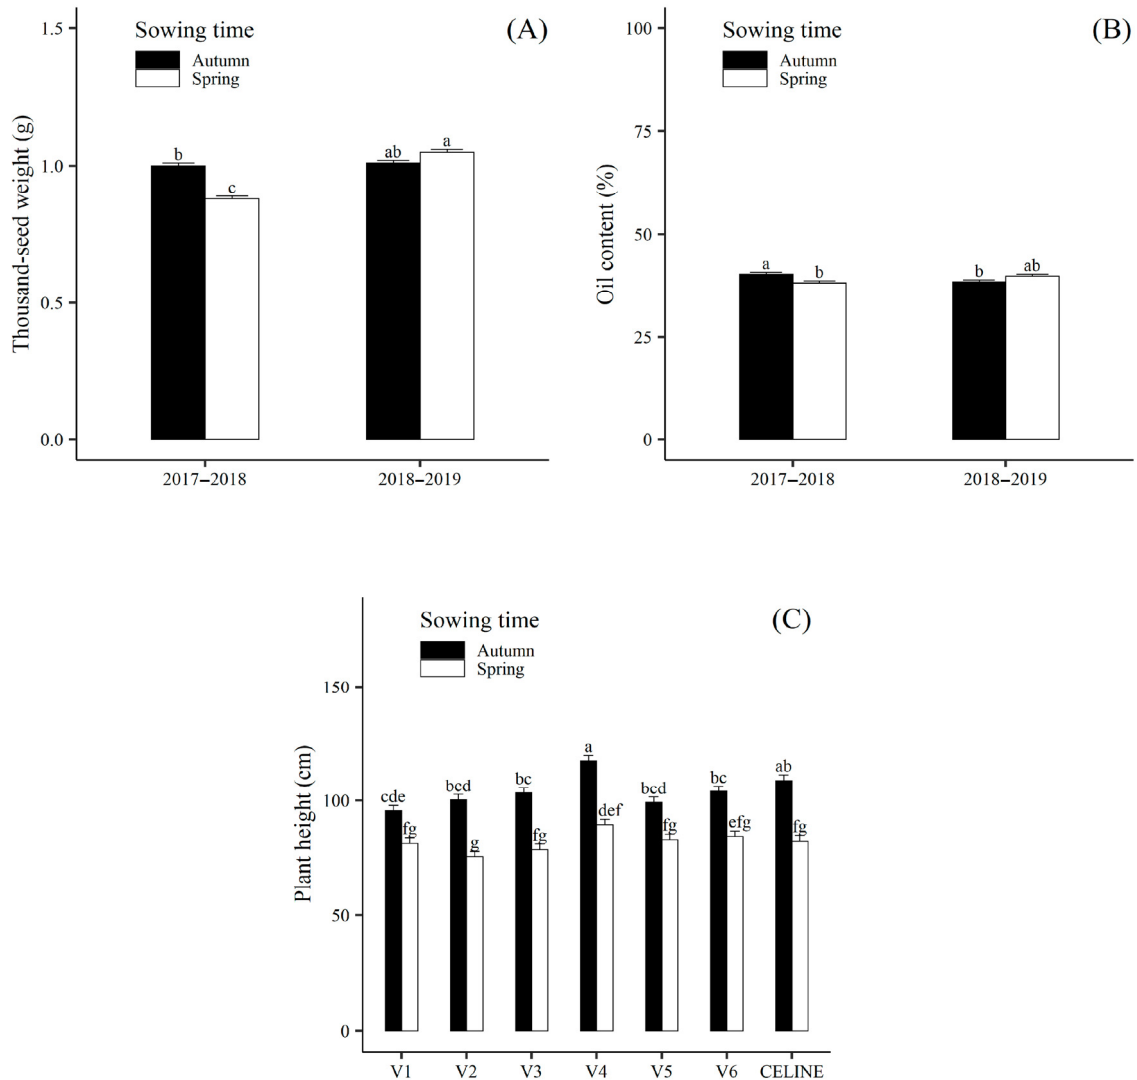 Sowing time
Autumn
Spring
(A)
Thousand-seed weight (g)
1.5
1.0
0.5
0.0
b
c
ab
a
2017–2018
2018–2019
Sowing time
Autumn
Spring
(B)
Oil content (%)
100
75
50
25
0
a
b
b
ab
2017–2018
2018–2019
Sowing time
Autumn
Spring
(C)
Plant height (cm)
150
100
50
0
cde
fg
bcd
g
bc
fg
a
def
bcd
fg
bc
efg
ab
fg
V1
V2
V3
V4
V5
V6
CELINE